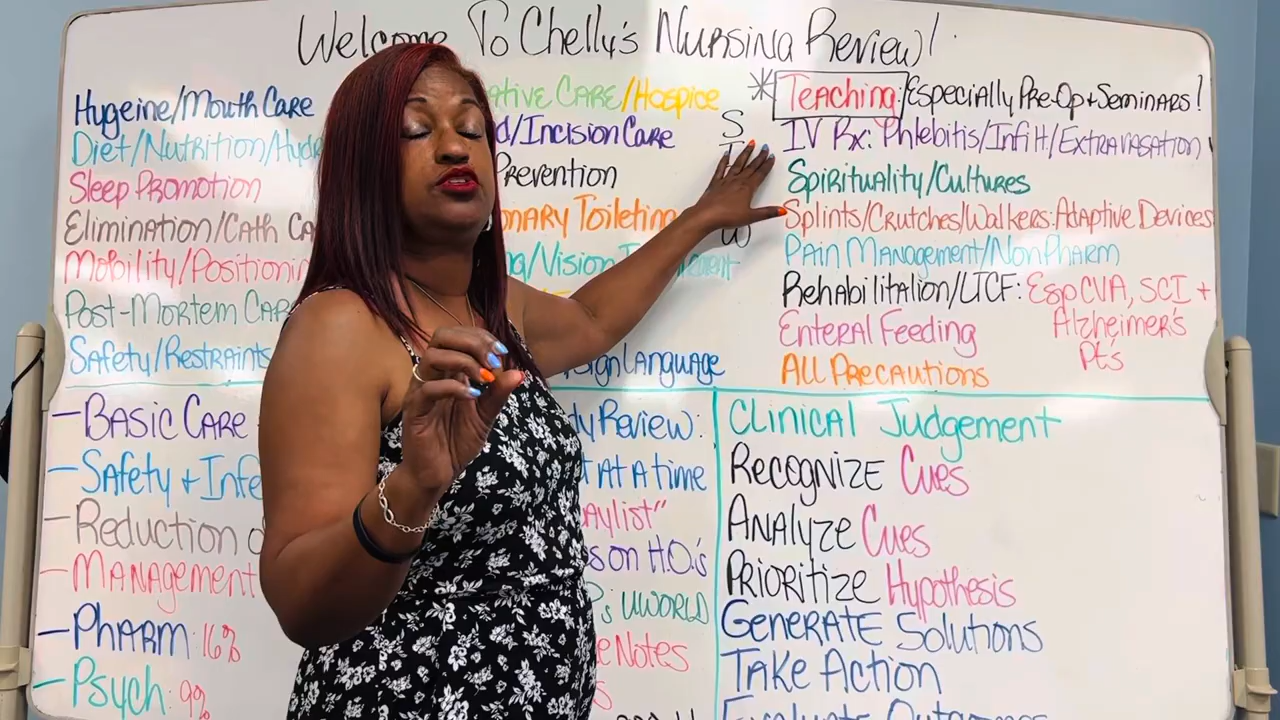 Welcome To Chelly's Nursing Review!
Hygeine/Mouth Care
Diet/Nutrition/Hyd
Sleep Promotion
Elimination/Cath Ca
Mobility/Positionin
Post-Mortem Care
Safety/Restraints
ative Care/Hospice
d/Incision Care
Prevention
onary Toileting
/Vision
Sign Language
S
W
*Teaching: Especially Pre-Op + Seminars!
IV Rx: Phlebitis/Infilt/Extravasation
Spirituality/Cultures
Splints/Crutches/Walkers: Adaptive Devices
Pain Management/NonPharm
Rehabilitation/LTCF: Esp CVA, SCI +
Alzheimer's
Pt's
Enteral Feeding
All Precautions
- Basic Care
- Safety + Infe
- Reduction o
- Management
- Pharm: 16%
- Psych: 9%
dy Review:
t at a time
aylist"
s on H.O.'s
P's UWORLD
e Notes
Clinical Judgement
Recognize Cues
Analyze Cues
Prioritize Hypothesis
Generate Solutions
Take Action
Evaluate Outcomes